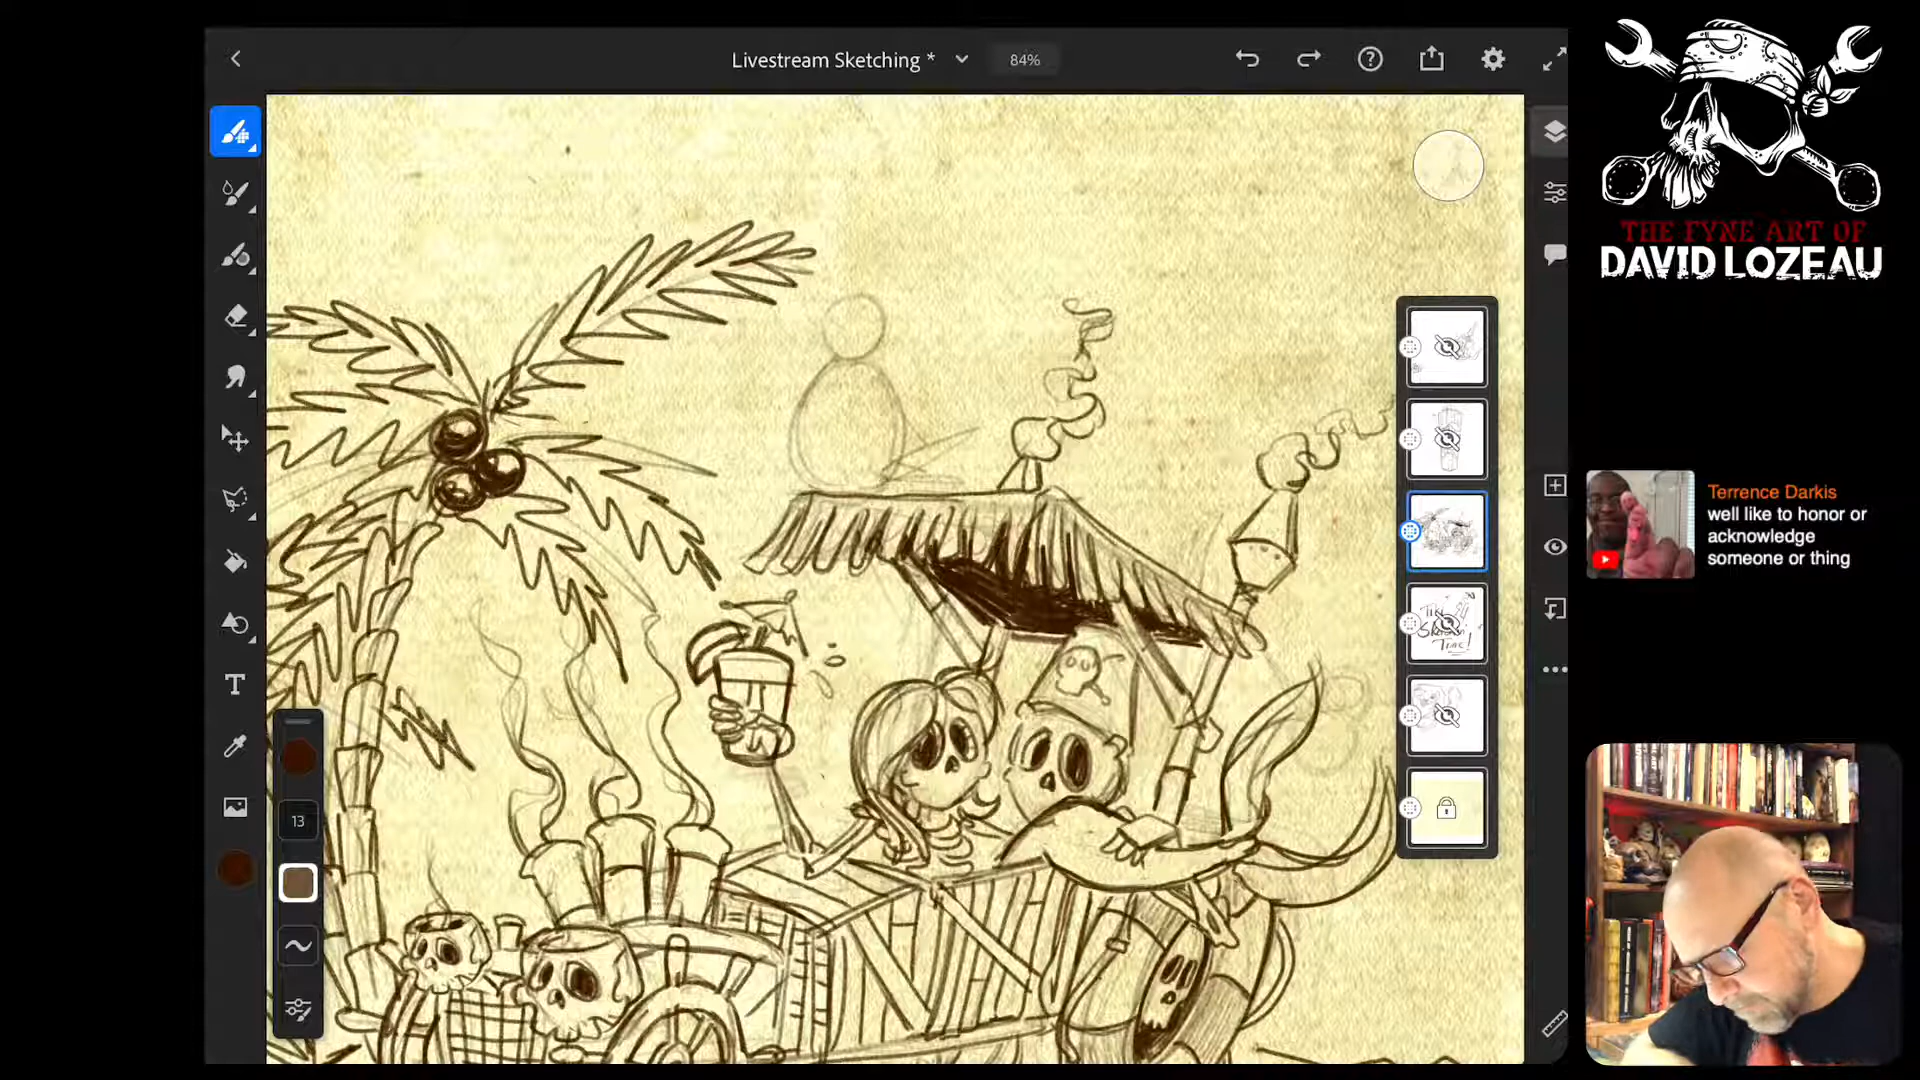 Livestream Sketching *
84%
THE FYNE ART OF
DAVID LOZEAU
Terrence Darkis
well like to honor or
acknowledge
someone or thing
T
13